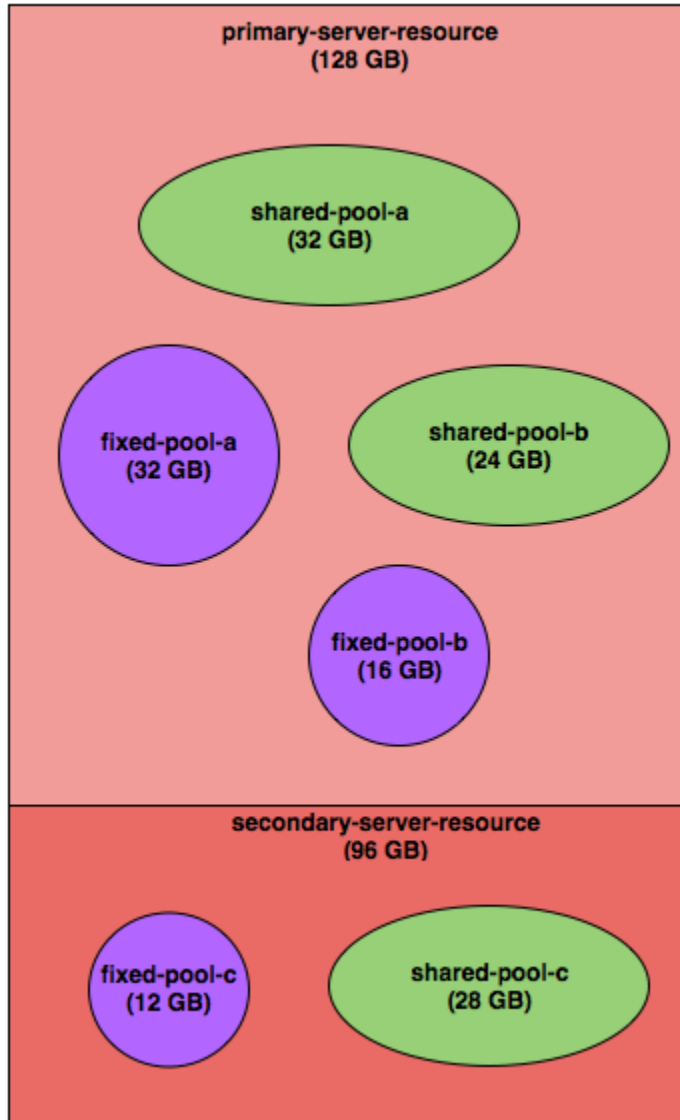 primary-server-resource
(128 GB)
shared-pool-a
(32 GB)
fixed-pool-a
(32 GB)
shared-pool-b
(24 GB)
fixed-pool-b
(16 GB)
secondary-server-resource
(96 GB)
fixed-pool-c
(12 GB)
shared-pool-c
(28 GB)